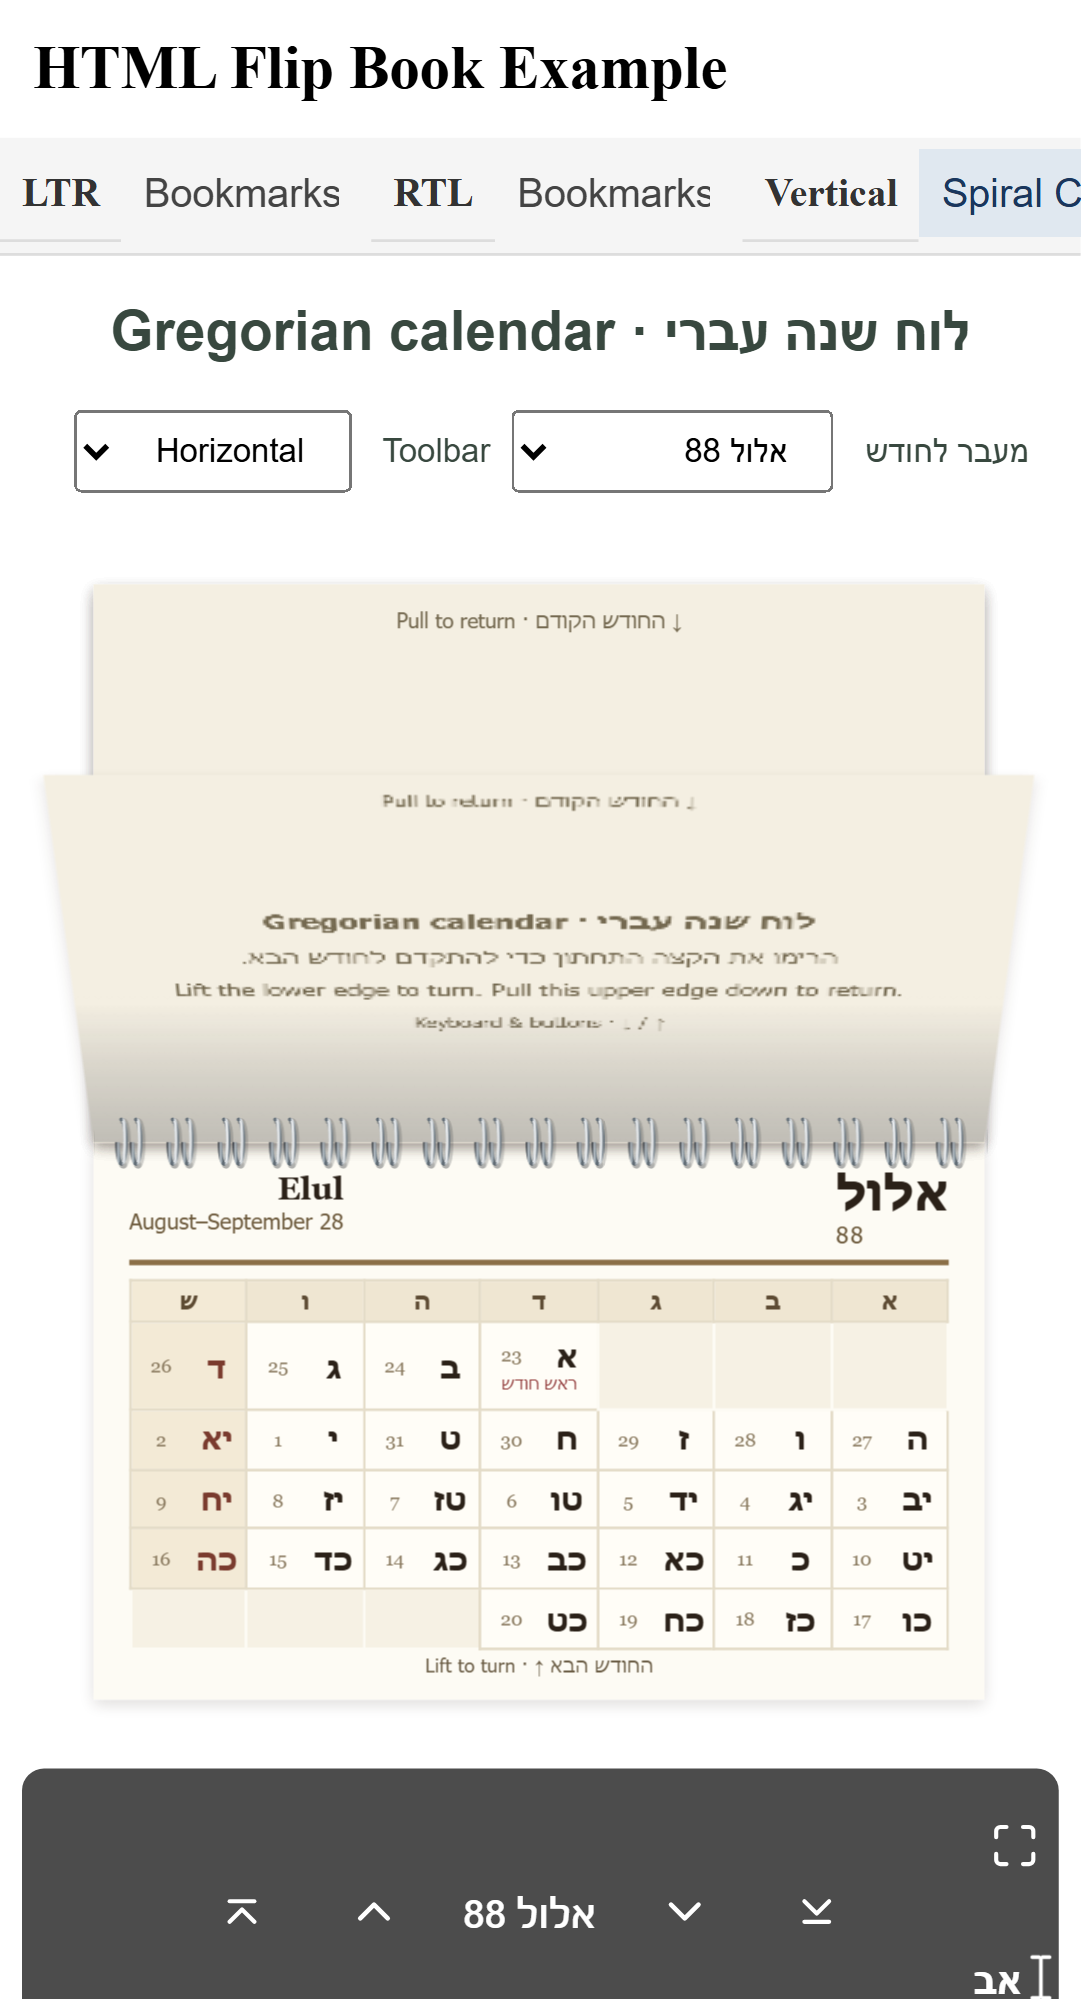 HTML Flip Book Example
LTR Bookmarks RTL Bookmarks Vertical Spiral C
Gregorian calendar · לוח שנה עברי
מעבר לחודש אלול 88 Toolbar Horizontal
Pull to return · החודש הקודם ↓
Pull to return · החודש הקודם ↓
Gregorian calendar · לוח שנה עברי
הרימו את הקצה התחתון כדי להתקדם לחודש הבא.
Lift the lower edge to turn. Pull this upper edge down to return.
Keyboard & buttons · ↓ / ↑
אלול Elul
88 August–September 28
א ב ג ד ה ו ש
א 23 ב 24 ג 25 ד 26
ראש חודש
ה 27 ו 28 ז 29 ח 30 ט 31 י 1 יא 2
יב 3 יג 4 יד 5 טו 6 טז 7 יז 8 יח 9
יט 10 כ 11 כא 12 כב 13 כג 14 כד 15 כה 16
כו 17 כז 18 כח 19 כט 20
Lift to turn · ↑ החודש הבא
אלול 88
אב